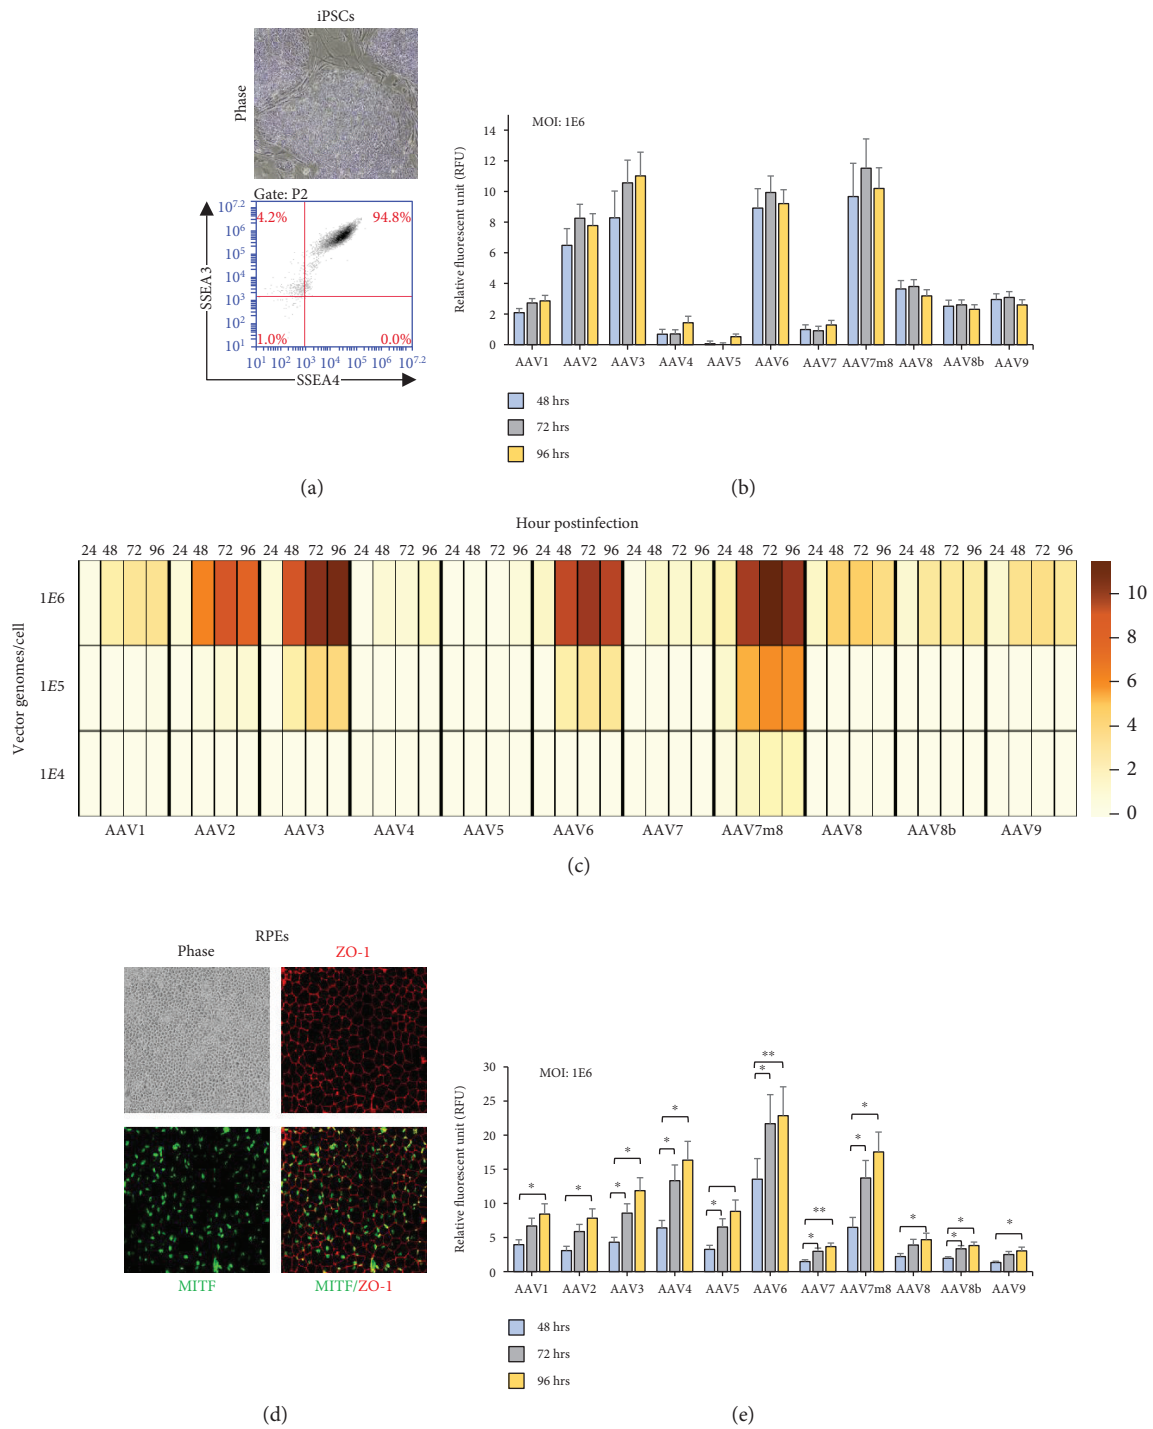 iPSCs
Phase
Gate: P2
4.2%
94.8%
1.0%
0.0%
10^7.2
10^6
10^5
10^4
10^3
10^2
10^1
SSEA3
10^1 10^2 10^3 10^4 10^5 10^6 10^7.2
SSEA4
(a)
MOI: 1E6
Relative fluorescent unit (RFU)
14
12
10
8
6
4
2
0
AAV1 AAV2 AAV3 AAV4 AAV5 AAV6 AAV7 AAV7m8 AAV8 AAV8b AAV9
48 hrs
72 hrs
96 hrs
(b)
Hour postinfection
24 48 72 96 24 48 72 96 24 48 72 96 24 48 72 96 24 48 72 96 24 48 72 96 24 48 72 96 24 48 72 96 24 48 72 96 24 48 72 96 24 48 72 96
Vector genomes/cell
1E6
1E5
1E4
10
8
6
4
2
0
AAV1 AAV2 AAV3 AAV4 AAV5 AAV6 AAV7 AAV7m8 AAV8 AAV8b AAV9
(c)
RPEs
Phase ZO-1
MITF MITF/ZO-1
(d)
MOI: 1E6
Relative fluorescent unit (RFU)
30
25
20
15
10
5
0
* * * * * * * * * ** * ** * * * * * *
AAV1 AAV2 AAV3 AAV4 AAV5 AAV6 AAV7 AAV7m8 AAV8 AAV8b AAV9
48 hrs
72 hrs
96 hrs
(e)